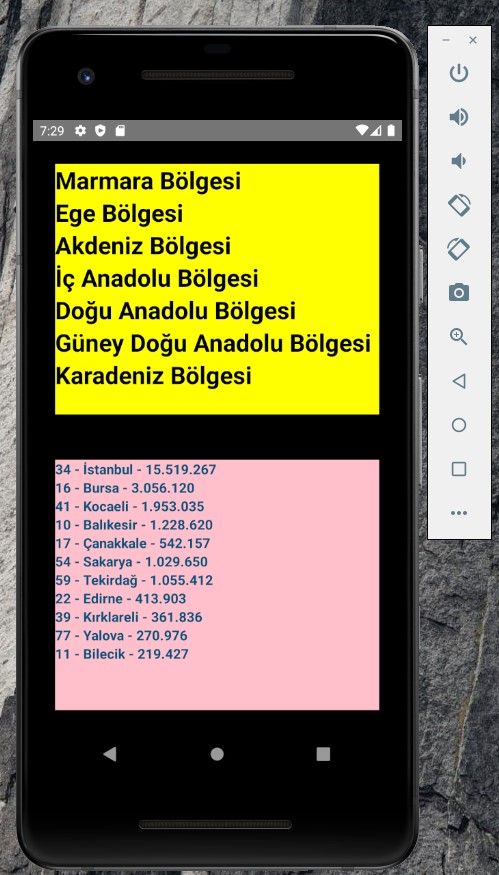 7:29
Marmara Bölgesi
Ege Bölgesi
Akdeniz Bölgesi
İç Anadolu Bölgesi
Doğu Anadolu Bölgesi
Güney Doğu Anadolu Bölgesi
Karadeniz Bölgesi
34 - İstanbul - 15.519.267
16 - Bursa - 3.056.120
41 - Kocaeli - 1.953.035
10 - Balıkesir - 1.228.620
17 - Çanakkale - 542.157
54 - Sakarya - 1.029.650
59 - Tekirdağ - 1.055.412
22 - Edirne - 413.903
39 - Kırklareli - 361.836
77 - Yalova - 270.976
11 - Bilecik - 219.427